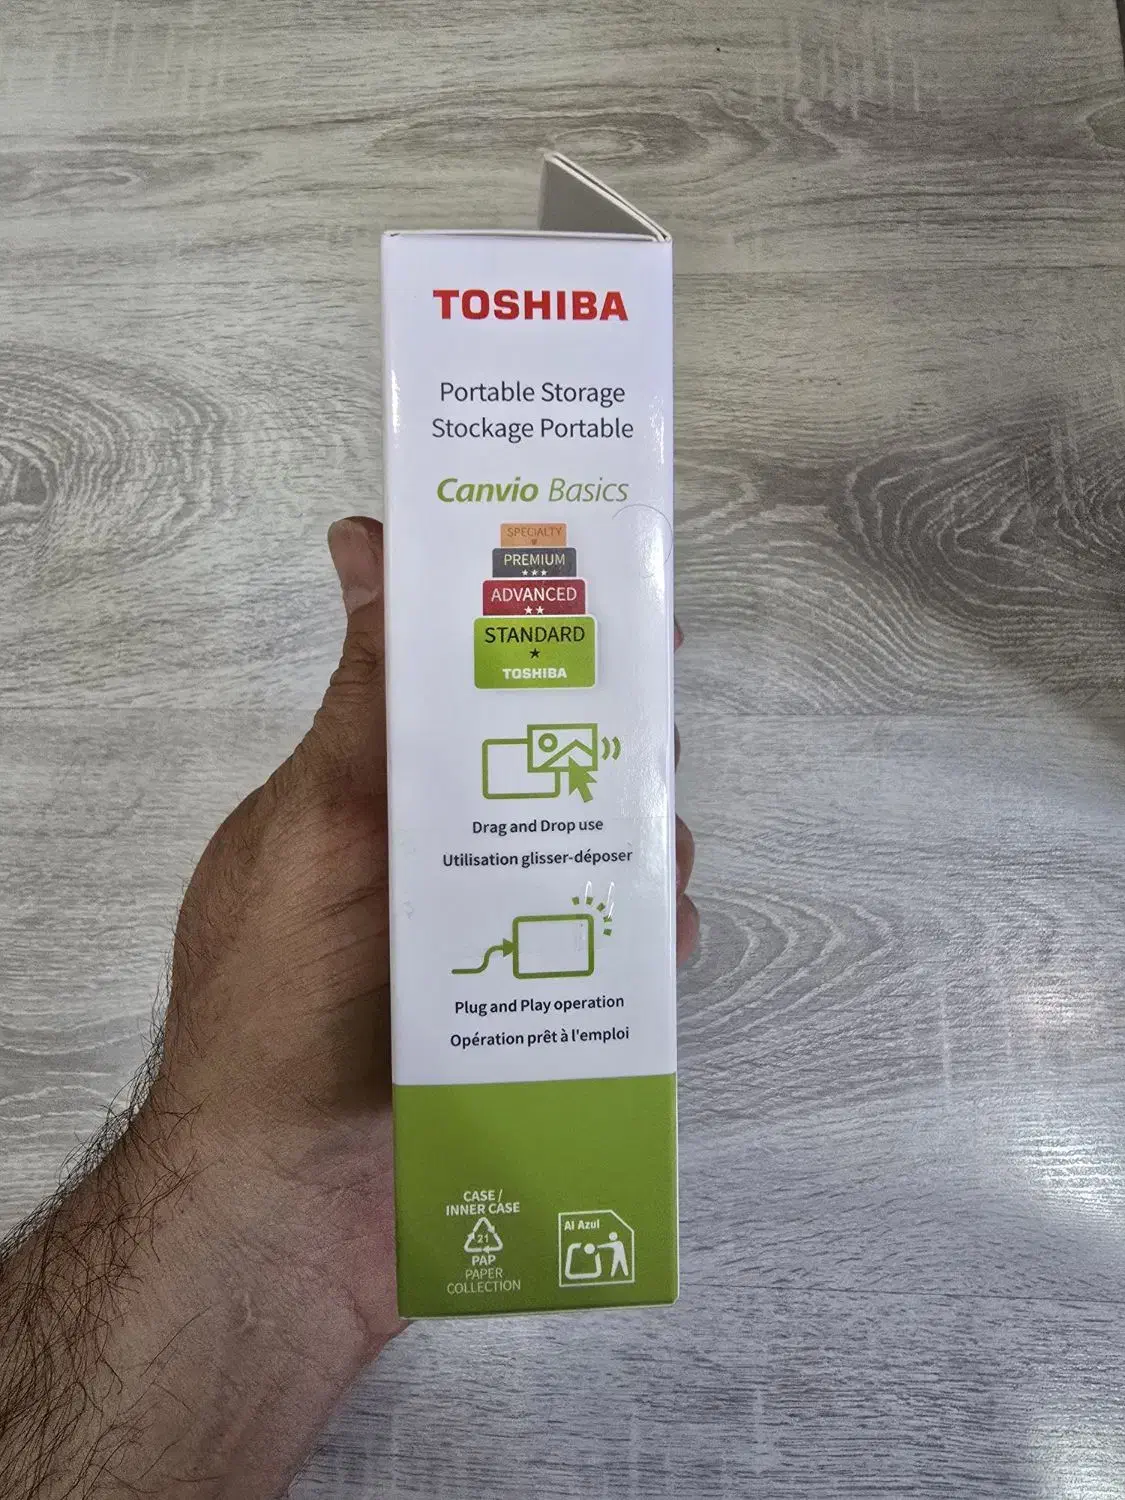 TOSHIBA
Portable Storage
Stockage Portable
Canvio Basics
SPECIALTY
PREMIUM
ADVANCED
STANDARD
TOSHIBA
Drag and Drop use
Utilisation glisser-déposer
Plug and Play operation
Opération prêt à l'emploi
CASE /
INNER CASE
21
PAP
PAPER
COLLECTION
Al Azul